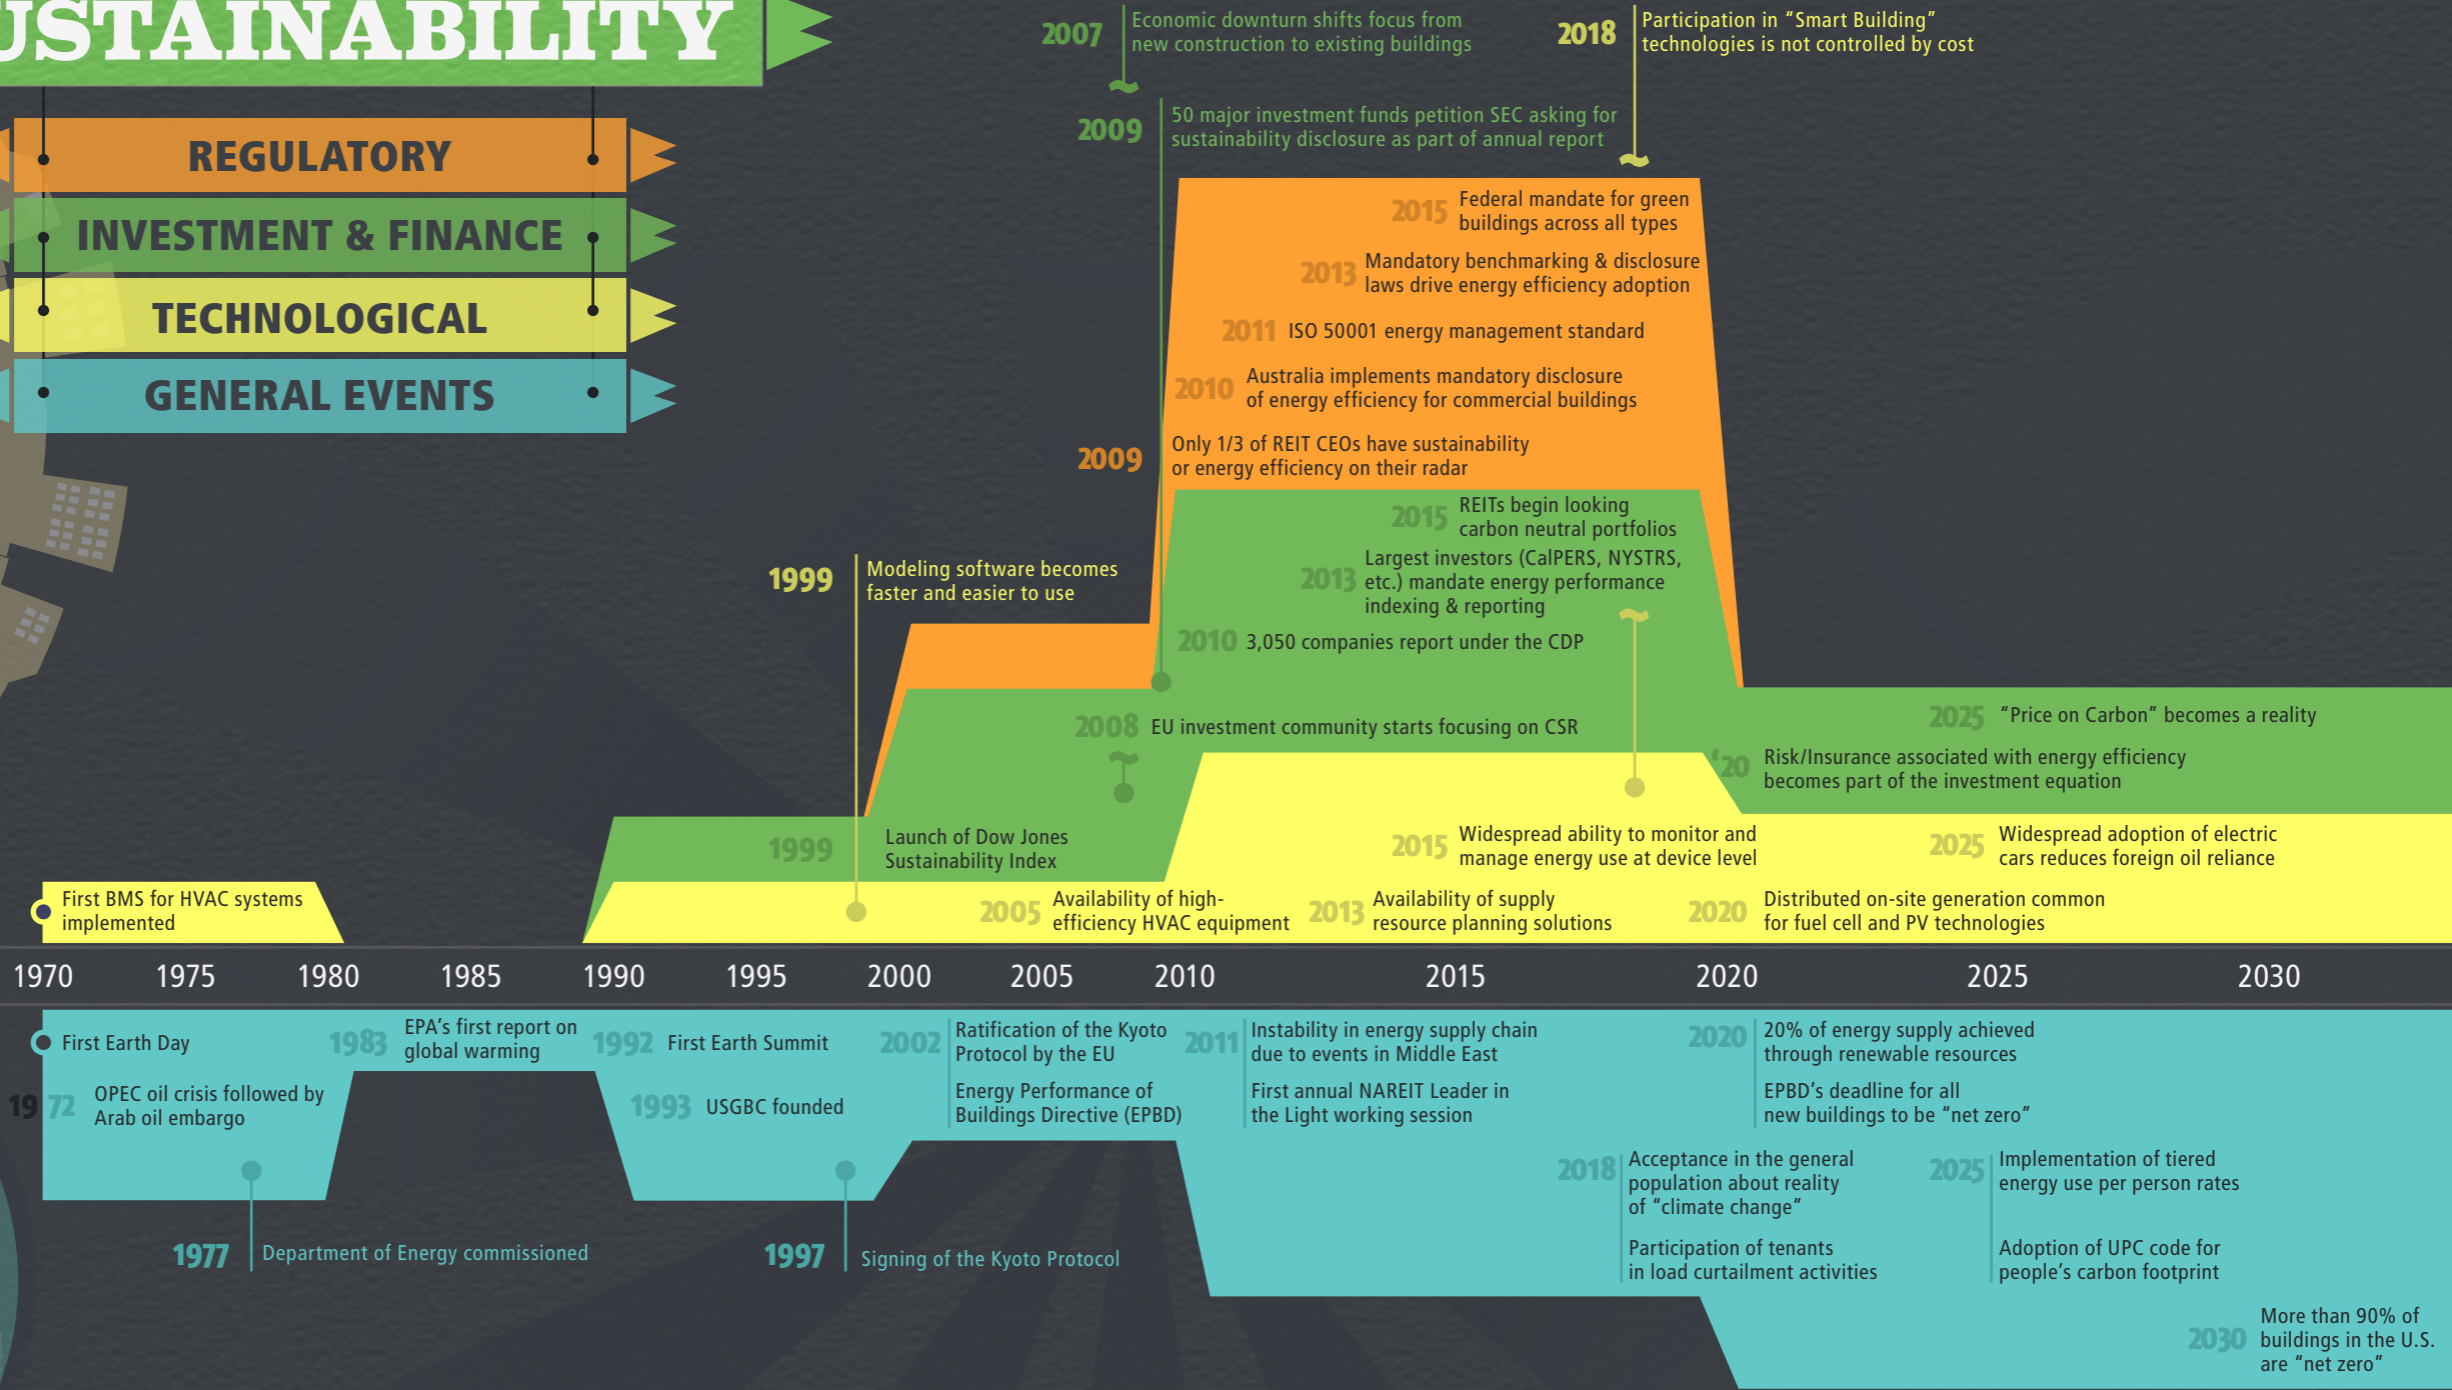 USTAINABILITY
REGULATORY
INVESTMENT & FINANCE
TECHNOLOGICAL
GENERAL EVENTS
2007
Economic downturn shifts focus from
new construction to existing buildings
2018
Participation in “Smart Building”
technologies is not controlled by cost
2009
50 major investment funds petition SEC asking for
sustainability disclosure as part of annual report
2015
Federal mandate for green
buildings across all types
2013
Mandatory benchmarking & disclosure
laws drive energy efficiency adoption
2011 ISO 50001 energy management standard
2010
Australia implements mandatory disclosure
of energy efficiency for commercial buildings
2009
Only 1/3 of REIT CEOs have sustainability
or energy efficiency on their radar
2015
REITs begin looking
carbon neutral portfolios
2013
Largest investors (CalPERS, NYSTRS,
etc.) mandate energy performance
indexing & reporting
2010 3,050 companies report under the CDP
1999
Modeling software becomes
faster and easier to use
2008 EU investment community starts focusing on CSR
2025 “Price on Carbon” becomes a reality
‘20
Risk/Insurance associated with energy efficiency
becomes part of the investment equation
1999
Launch of Dow Jones
Sustainability Index
2015
Widespread ability to monitor and
manage energy use at device level
2025
Widespread adoption of electric
cars reduces foreign oil reliance
First BMS for HVAC systems
implemented
2005
Availability of high-
efficiency HVAC equipment
2013
Availability of supply
resource planning solutions
2020
Distributed on-site generation common
for fuel cell and PV technologies
1970 1975 1980 1985 1990 1995 2000 2005 2010 2015 2020 2025 2030
First Earth Day
1983
EPA’s first report on
global warming
1992 First Earth Summit
2002
Ratification of the Kyoto
Protocol by the EU
Energy Performance of
Buildings Directive (EPBD)
2011
Instability in energy supply chain
due to events in Middle East
First annual NAREIT Leader in
the Light working session
2020
20% of energy supply achieved
through renewable resources
EPBD’s deadline for all
new buildings to be “net zero”
1972
OPEC oil crisis followed by
Arab oil embargo
1993 USGBC founded
2018
Acceptance in the general
population about reality
of “climate change”
Participation of tenants
in load curtailment activities
2025
Implementation of tiered
energy use per person rates
Adoption of UPC code for
people’s carbon footprint
1977 Department of Energy commissioned
1997 Signing of the Kyoto Protocol
2030
More than 90% of
buildings in the U.S.
are “net zero”